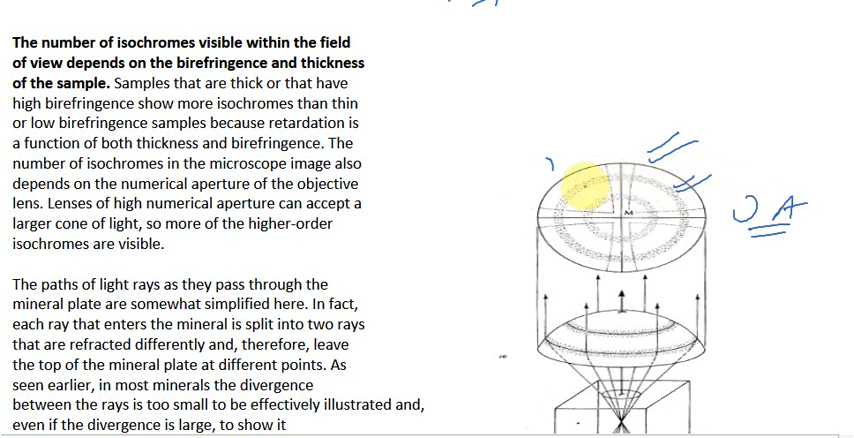 The number of isochromes visible within the field
of view depends on the birefringence and thickness
of the sample. Samples that are thick or that have
high birefringence show more isochromes than thin
or low birefringence samples because retardation is
a function of both thickness and birefringence. The
number of isochromes in the microscope image also
depends on the numerical aperture of the objective
lens. Lenses of high numerical aperture can accept a
larger cone of light, so more of the higher-order
isochromes are visible.
The paths of light rays as they pass through the
mineral plate are somewhat simplified here. In fact,
each ray that enters the mineral is split into two rays
that are refracted differently and, therefore, leave
the top of the mineral plate at different points. As
seen earlier, in most minerals the divergence
between the rays is too small to be effectively illustrated and,
even if the divergence is large, to show it
M